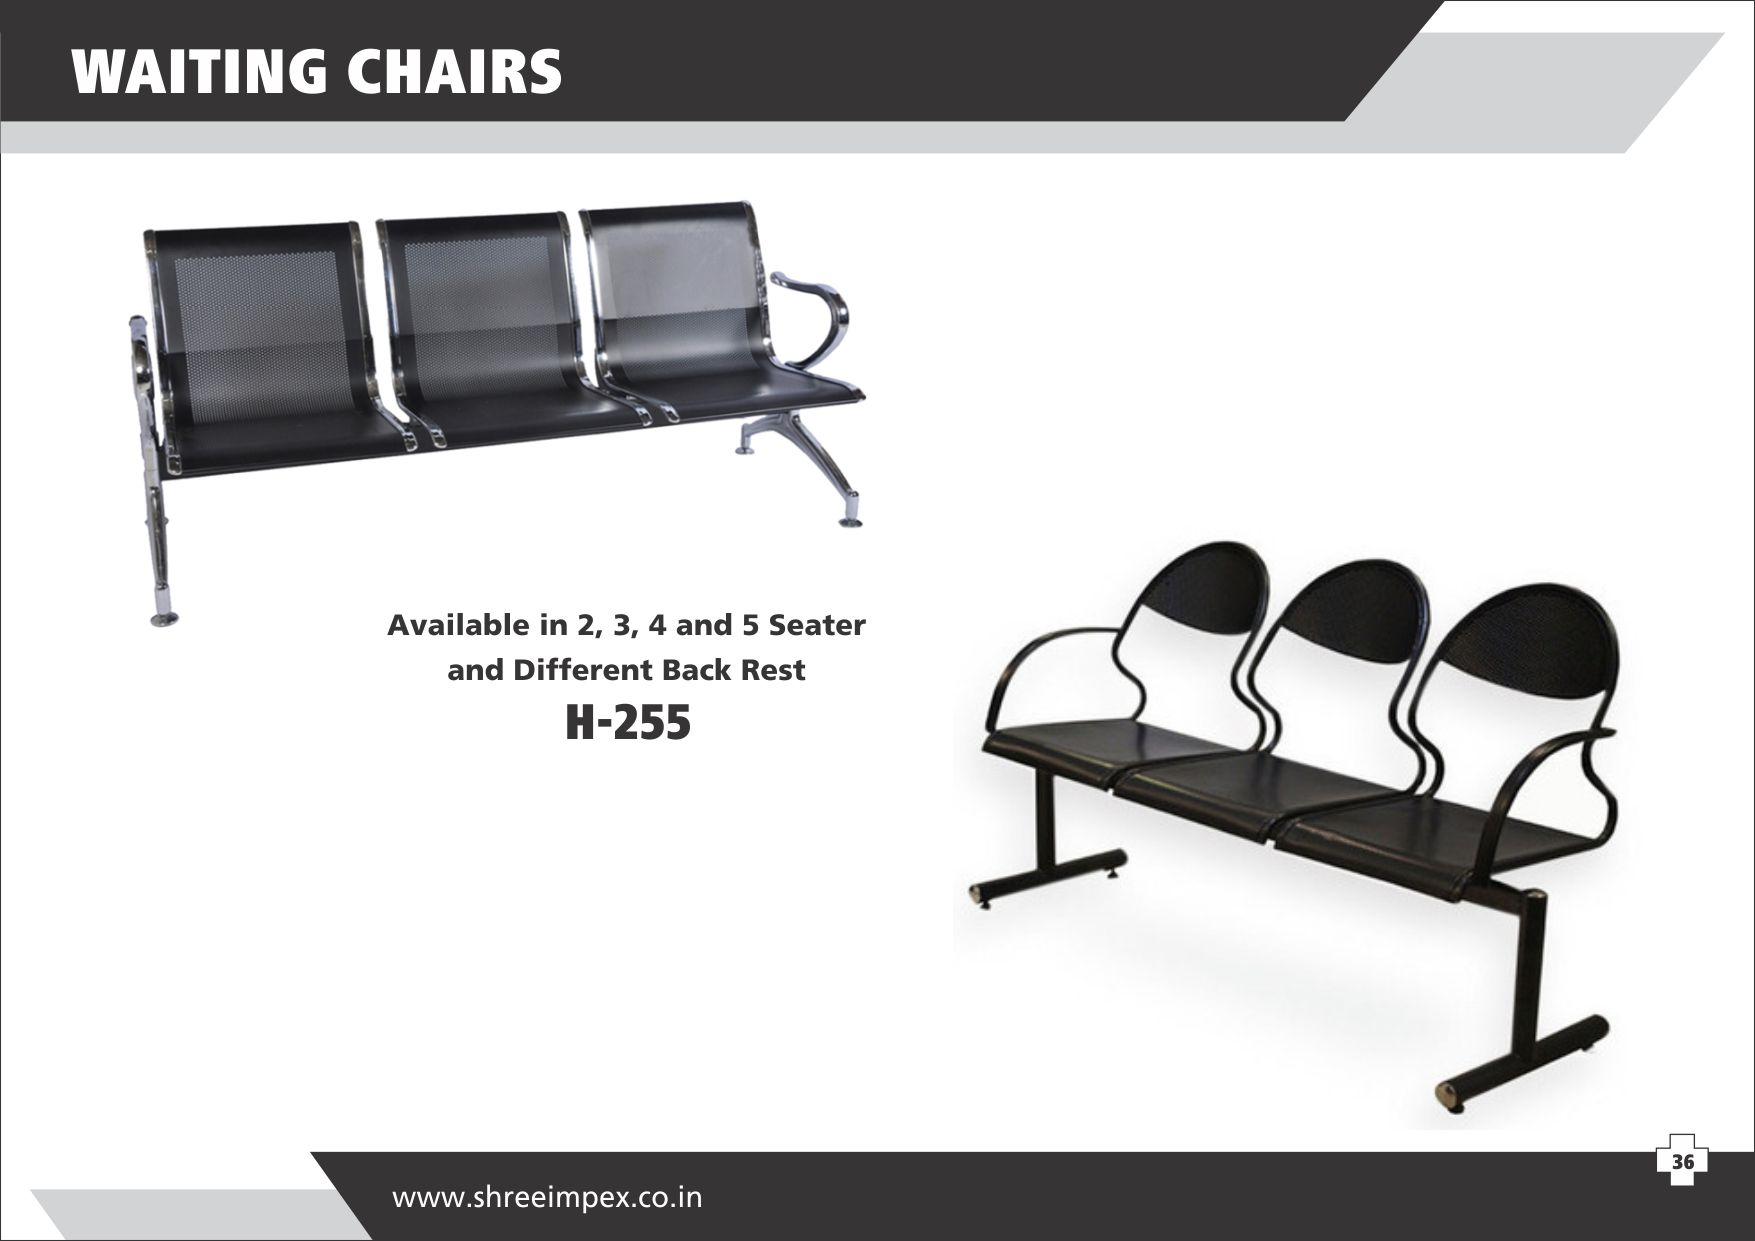 WAITING CHAIRS
Available in 2, 3, 4 and 5 Seater
and Different Back Rest
H-255
36
www.shreeimpex.co.in